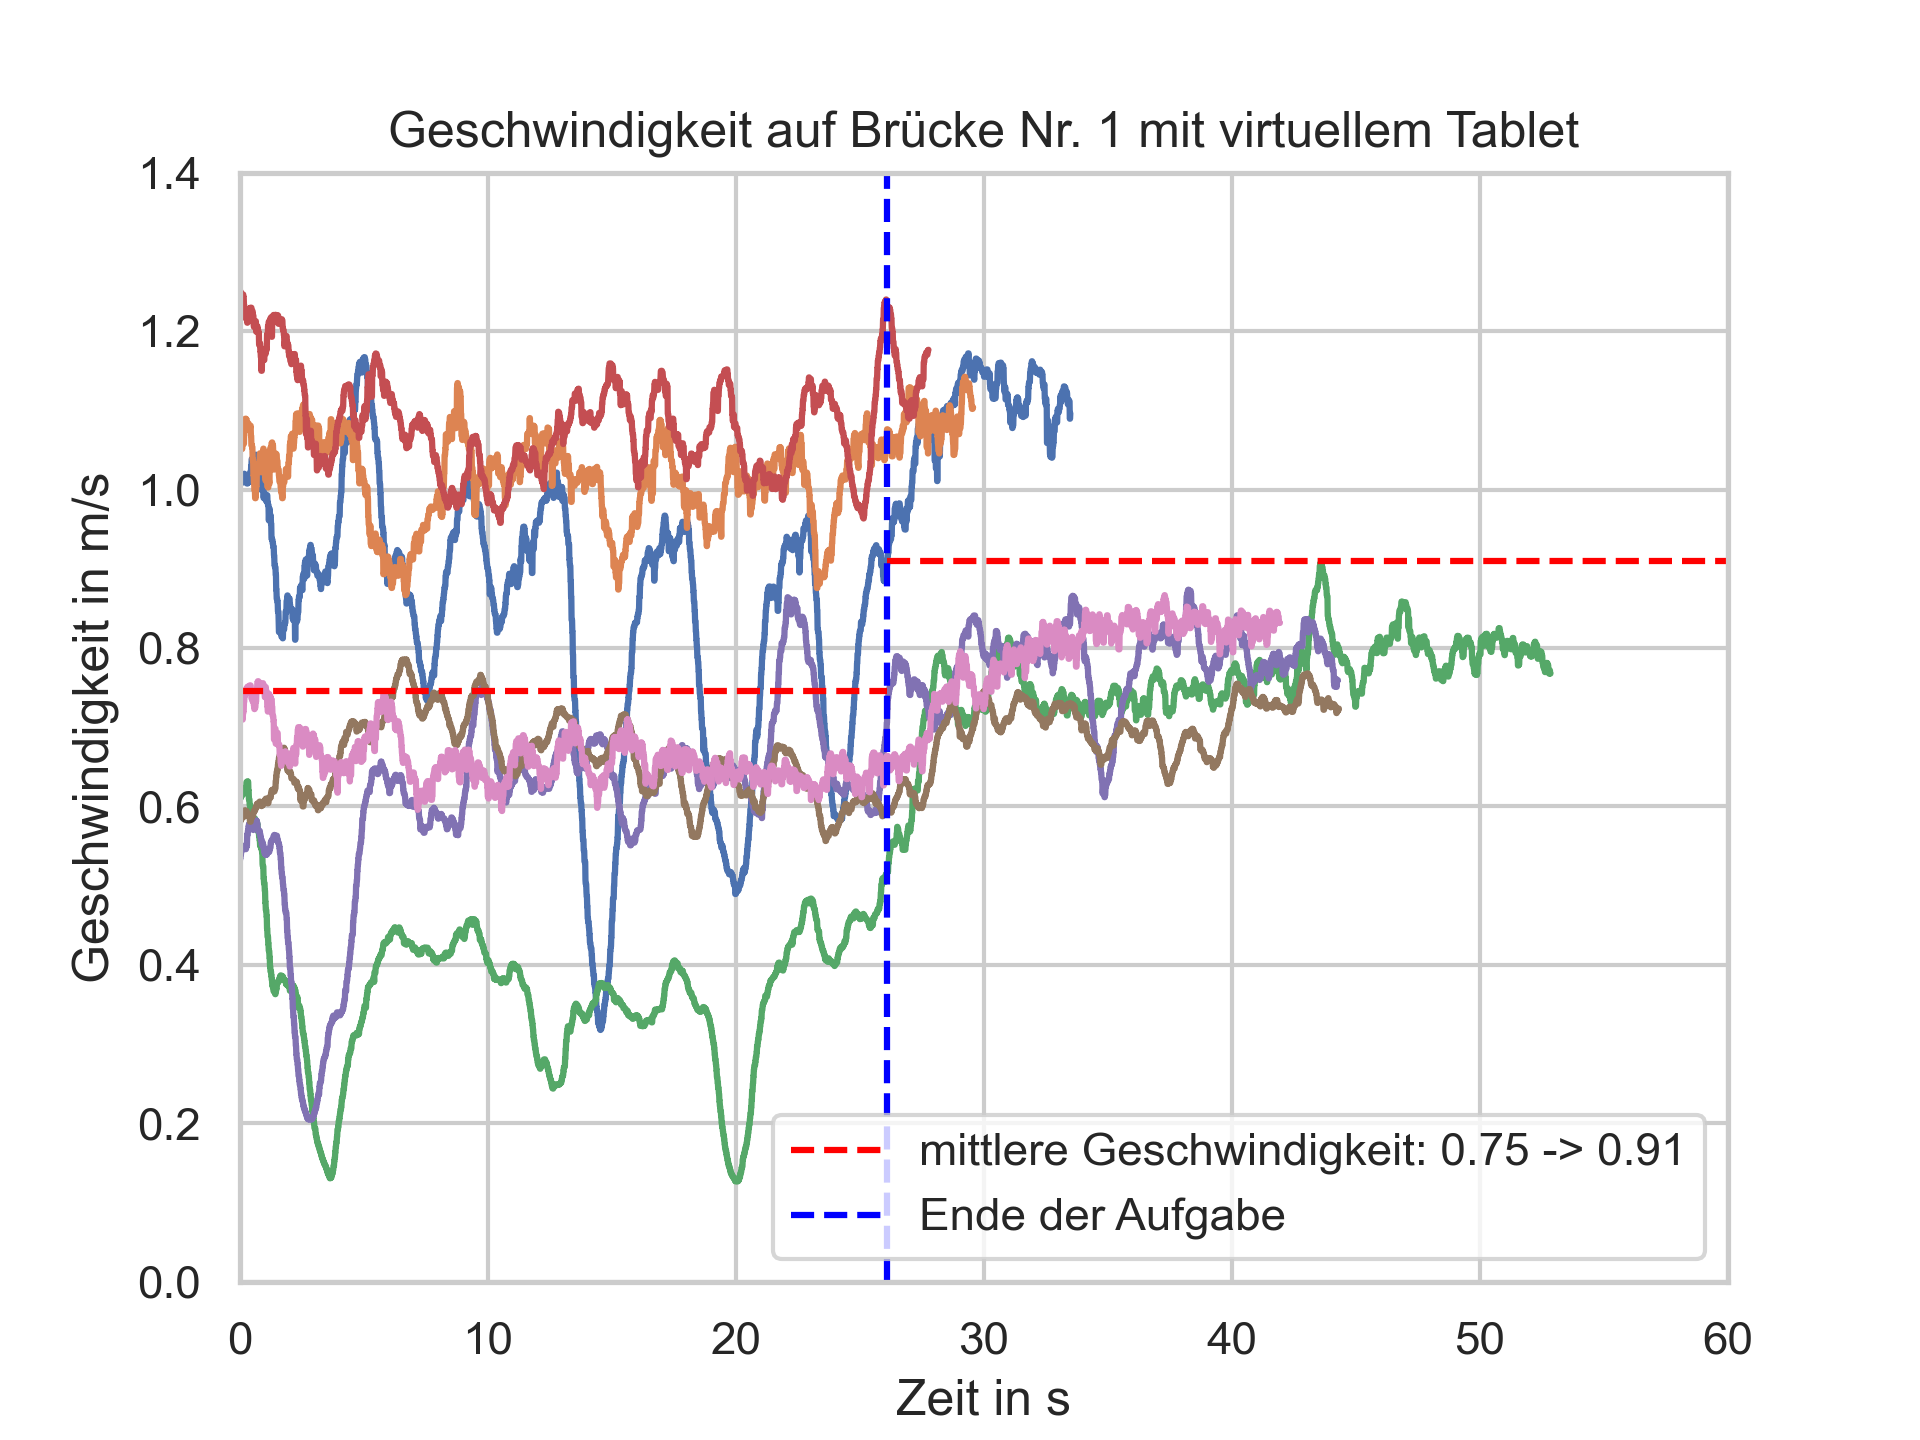 Geschwindigkeit auf Brücke Nr. 1 mit virtuellem Tablet
1.4
1.2
1.0
0.8
0.6
0.4
0.2
0.0
Geschwindigkeit in m/s
mittlere Geschwindigkeit: 0.75 -> 0.91
Ende der Aufgabe
0 10 20 30 40 50 60
Zeit in s